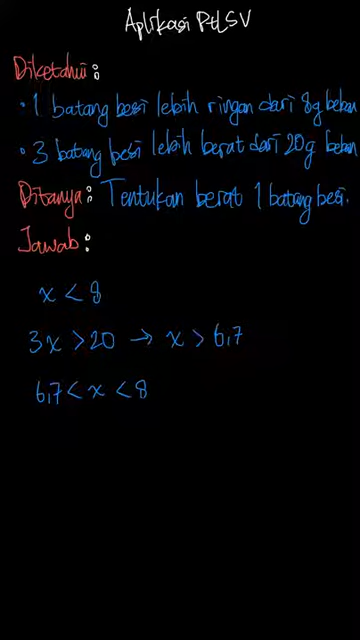 Aplikasi PtLSV
Diketahui:
• 1 batang besi lebih ringan dari 8g beban
• 3 batang besi lebih berat dari 20g beban
Ditanya: Tentukan berat 1 batang besi.
Jawab:
x < 8
3x > 20 → x > 6,7
6,7 < x < 8